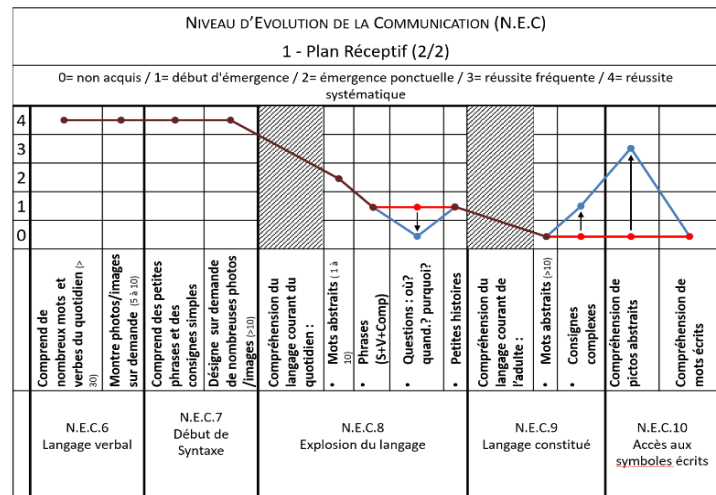 NIVEAU D'EVOLUTION DE LA COMMUNICATION (N.E.C)
1 - Plan Réceptif (2/2)
0= non acquis / 1= début d'émergence / 2= émergence ponctuelle / 3= réussite fréquente / 4= réussite
systématique
4
3
2
1
0
Comprend de
nombreux mots et
verbes du quotidien (>
30)
Montre photos/images
sur demande (5 à 10)
Comprend des petites
phrases et des
consignes simples
Désigne sur demande
de nombreuses photos
/images (>10)
Compréhension du
langage courant du
quotidien :
• Mots abstraits ( 1 à
10)
• Phrases
(S+V+Comp)
• Questions : où?
quand.? purquoi?
• Petites histoires
Compréhension du
langage courant de
l'adulte :
• Mots abstraits (>10)
• Consignes
complexes
Compréhension de
pictos abstraits
Compréhension de
mots écrits
N.E.C.6
Langage verbal
N.E.C.7
Début de
Syntaxe
N.E.C.8
Explosion du langage
N.E.C.9
Langage constitué
N.E.C.10
Accès aux
symboles écrits